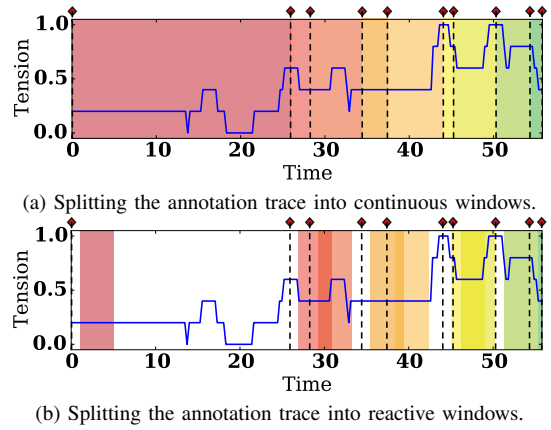 1.0
0.5
0.0
Tension
0 10 20 30 40 50
Time
(a) Splitting the annotation trace into continuous windows.
1.0
0.5
0.0
Tension
0 10 20 30 40 50
Time
(b) Splitting the annotation trace into reactive windows.